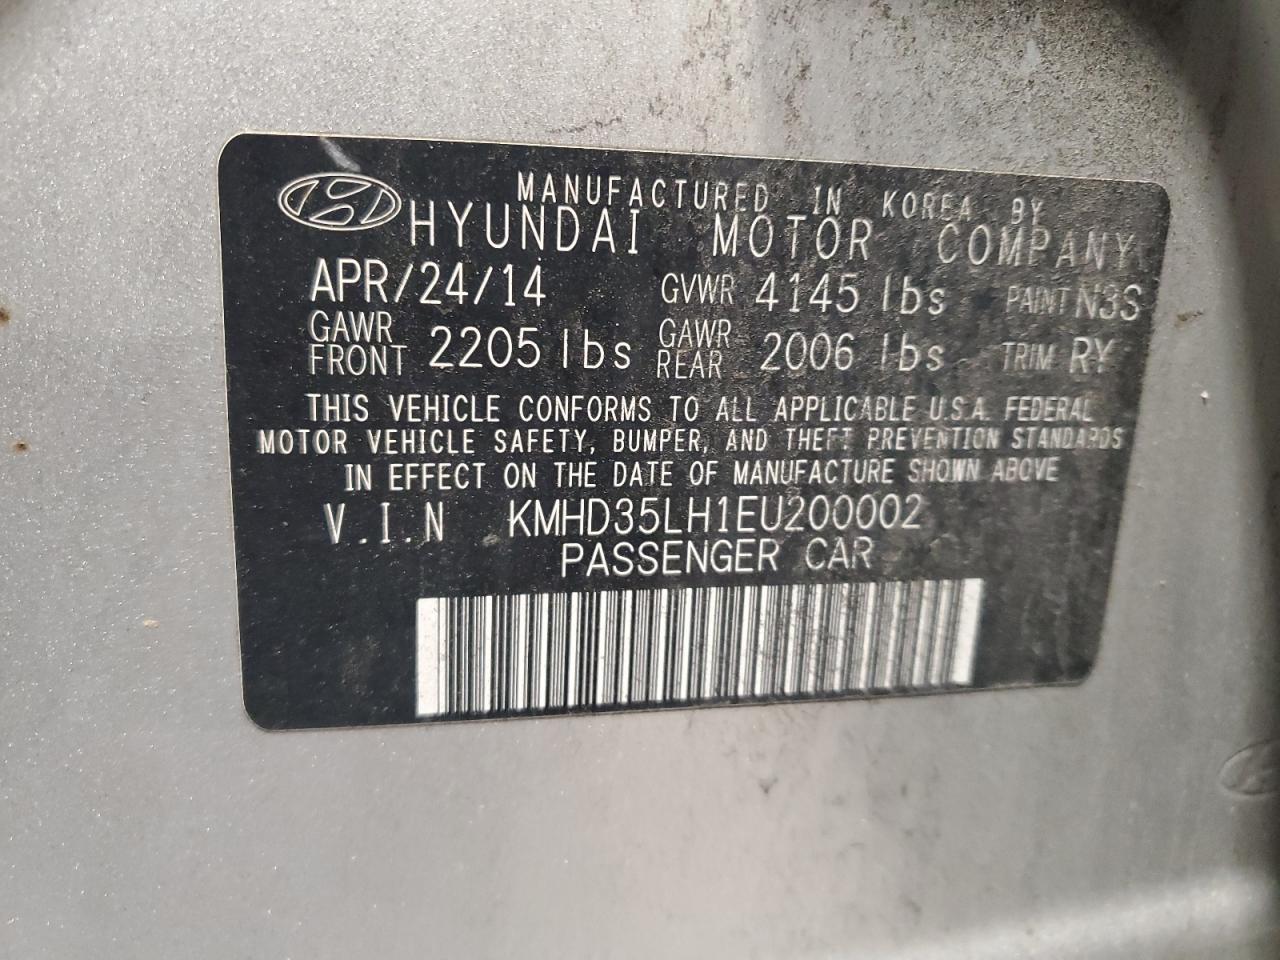 MANUFACTURED IN KOREA BY
HYUNDAI MOTOR COMPANY
APR/24/14 GVWR 4145 lbs PAINT N3S
GAWR FRONT 2205 lbs GAWR REAR 2006 lbs TRIM RY
THIS VEHICLE CONFORMS TO ALL APPLICABLE U.S.A. FEDERAL
MOTOR VEHICLE SAFETY, BUMPER, AND THEFT PREVENTION STANDARDS
IN EFFECT ON THE DATE OF MANUFACTURE SHOWN ABOVE
V.I.N KMHD35LH1EU200002
PASSENGER CAR